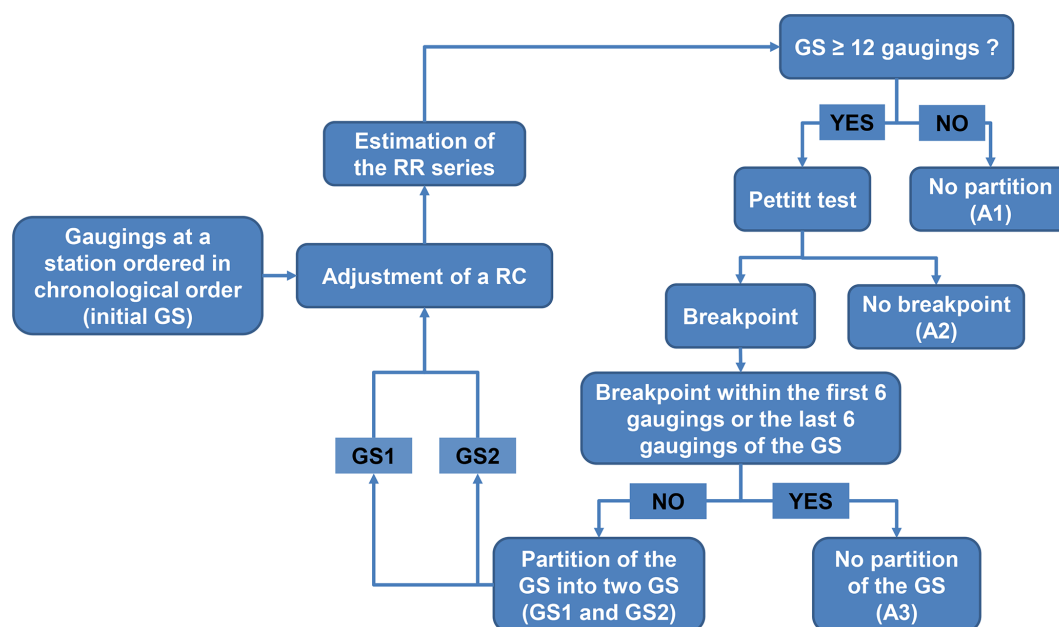 GS ≥ 12 gaugings ?
YES
NO
Estimation of
the RR series
Pettitt test
No partition
(A1)
Gaugings at a
station ordered in
chronological order
(initial GS)
Adjustment of a RC
Breakpoint
No breakpoint
(A2)
Breakpoint within the first 6
gaugings or the last 6
gaugings of the GS
GS1
GS2
NO
YES
Partition of the
GS into two GS
(GS1 and GS2)
No partition
of the GS
(A3)